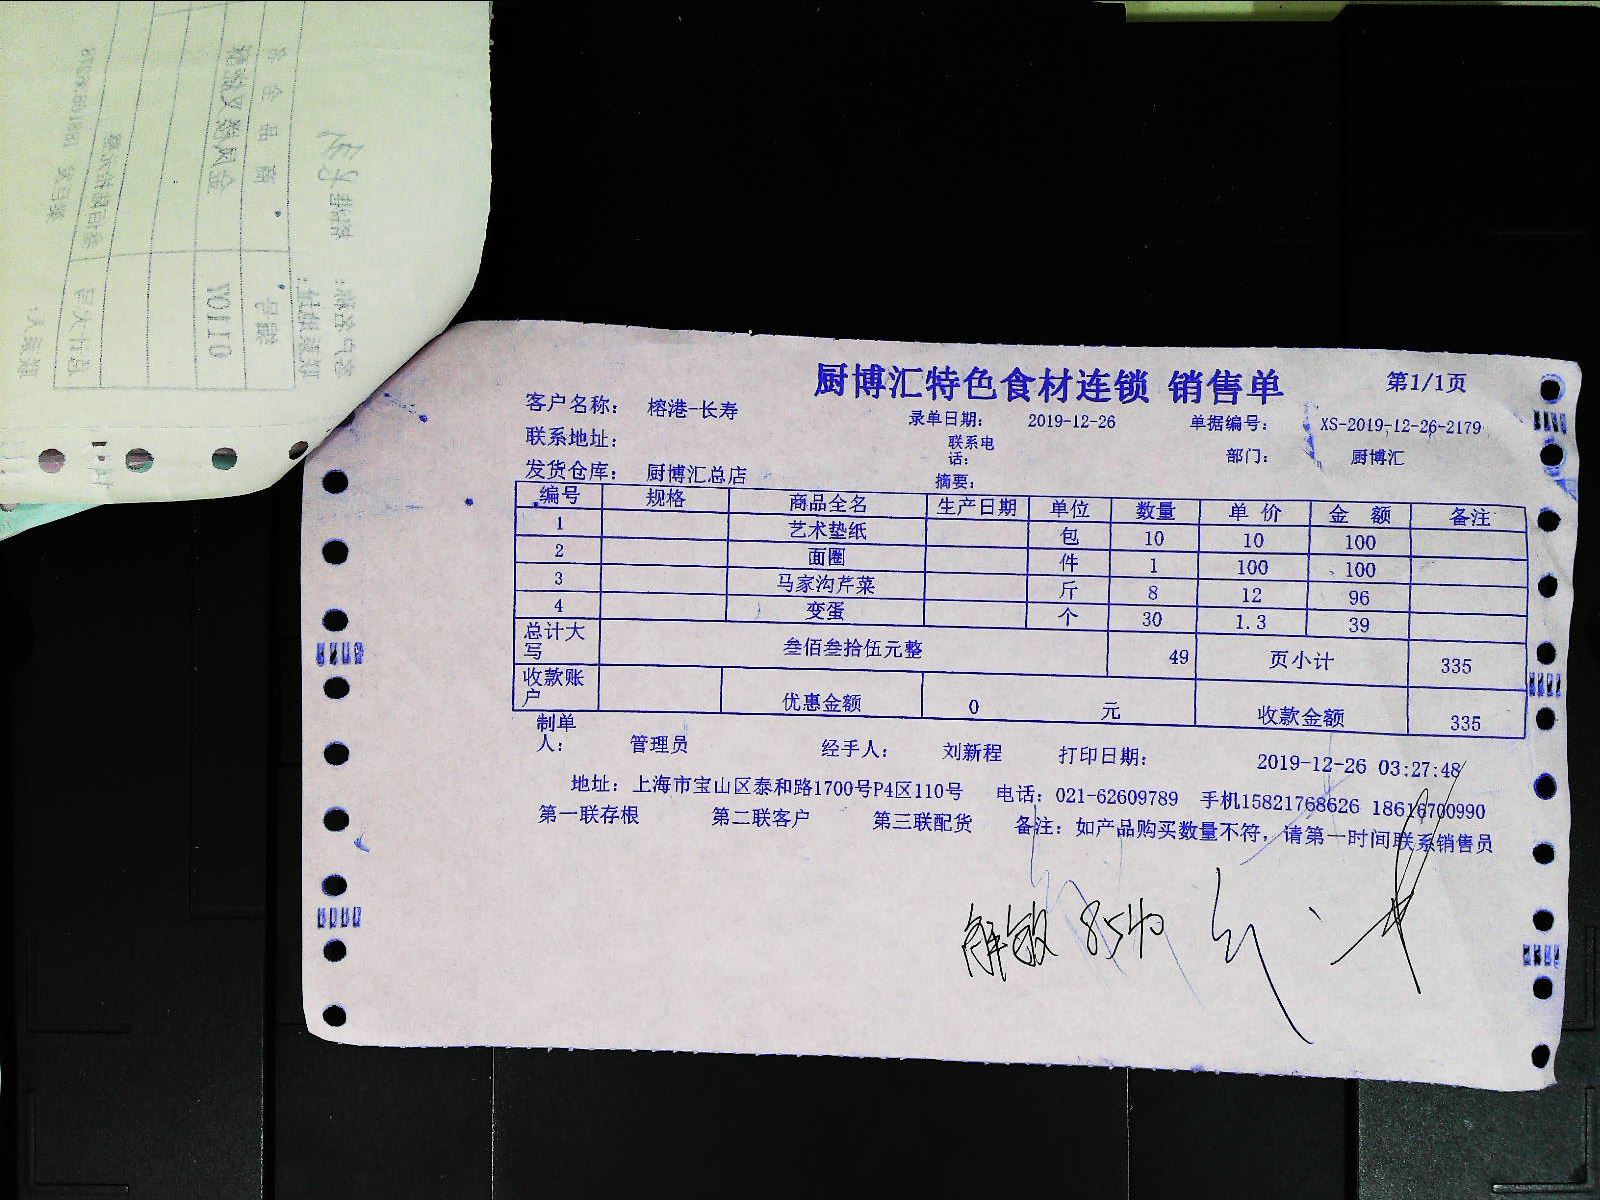 厨博汇特色食材连锁 销售单 第1/1页
客户名称： 榕港-长寿 录单日期： 2019-12-26 单据编号： XS-2019-12-26-2179
联系地址： 联系电话： 部门： 厨博汇
发货仓库： 厨博汇总店 摘要：
编号 规格 商品全名 生产日期 单位 数量 单 价 金 额 备注
1 艺术垫纸 包 10 10 100
2 面圈 件 1 100 100
3 马家沟芹菜 斤 8 12 96
4 变蛋 个 30 1.3 39
总计大写 叁佰叁拾伍元整 49 页小计 335
收款账户 优惠金额 0 元 收款金额 335
制单人： 管理员 经手人： 刘新程 打印日期： 2019-12-26 03:27:48
地址：上海市宝山区泰和路1700号P4区110号 电话：021-62609789 手机15821768626 18616700990
第一联存根 第二联客户 第三联配货 备注：如产品购买数量不符，请第一时间联系销售员